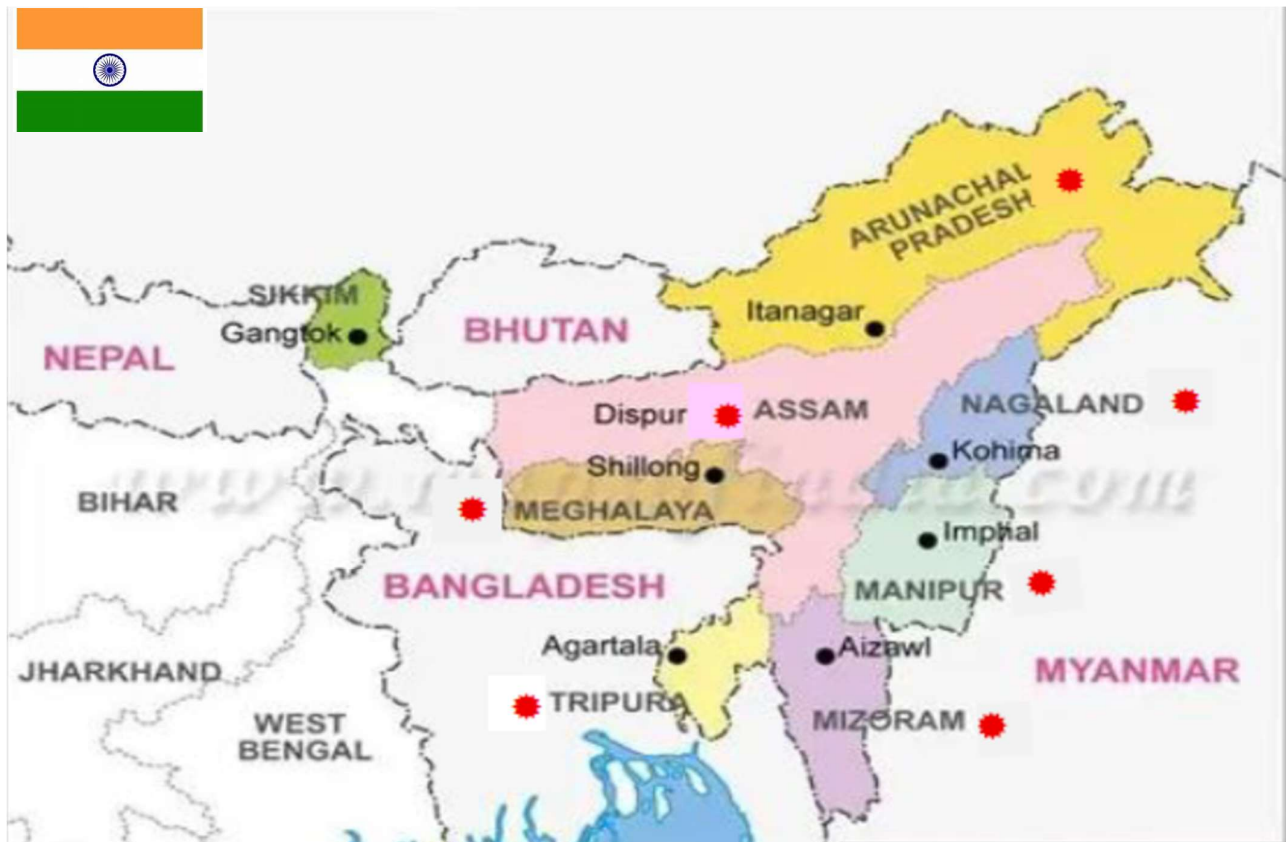 ARUNACHAL
PRADESH
SIKKIM
Gangtok
Itanagar
BHUTAN
NEPAL
Dispur
ASSAM
NAGALAND
Kohima
Shillong
BIHAR
MEGHALAYA
Imphal
BANGLADESH
MANIPUR
Agartala
Aizawl
JHARKHAND
MYANMAR
TRIPURA
MIZORAM
WEST
BENGAL